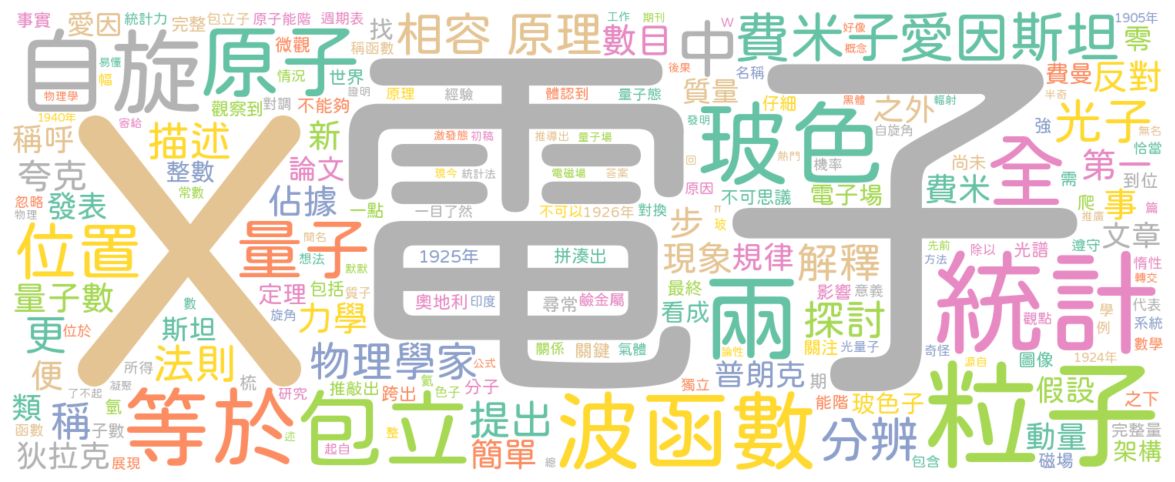 事實 愛因 完整 統計力 包立子 原子能階 週期表 找 相容 原理 數目 中 費米子 愛因斯坦 工作 期刊 W 好像 概念 1905年 零
自旋 原子 微觀 稱函數 世界 後果 名稱 質量 仔細 黑體 輻射 之外 費曼 半奇 反對
易懂 幅 情況 證明 觀察到 對調 不能夠 原理 經驗 體認到 量子態 發明 玻色 自旋角 強 光子 無名
物理學 1940年 寄給 稱呼 描述 新 激發態 初稿 推導出 量子場 回 熱門 機率 尚未 全 第一 恰當
夸克 整數 論文 現今 統計法 電磁場 答案 原因 不可思議 電子場 費米 需 到位
忽略 物理 發表 常數 佔據 一點 一目了然 不可以 1926年 對換 π 玻 步 爬 事 推廣 篇
X 電子
位置 聞名 量子 想法 默默 1925年 拼湊出 現象 規律 解釋 先前 方法 除以 光譜 遵守 文章 惰性 轉交
量子數 數 定理 包括 質子 旋角 奧地利 印度 尋常 鹼金屬 最終 看成 兩 影響 意義 探討 統計 觀點 學 例 代表 系統
更 位於 斯坦 力學 關係 關鍵 氣體 論性 關注 光量子 奇怪 圖像 數學
便 法則 所得 梳 物理學家 公式 普朗克 期 源自 1924年
類 了不起 凝聚 氫 研究 推敲出 跨出 氦 色子 分子 獨立 能階 玻色子 粒子 假設 之下
函數 稱 子數 等於 述 包立 整 提出 波函數 分辨 動量 完整量
狄拉克 展現 起自 簡單 總 包含 磁場 架構